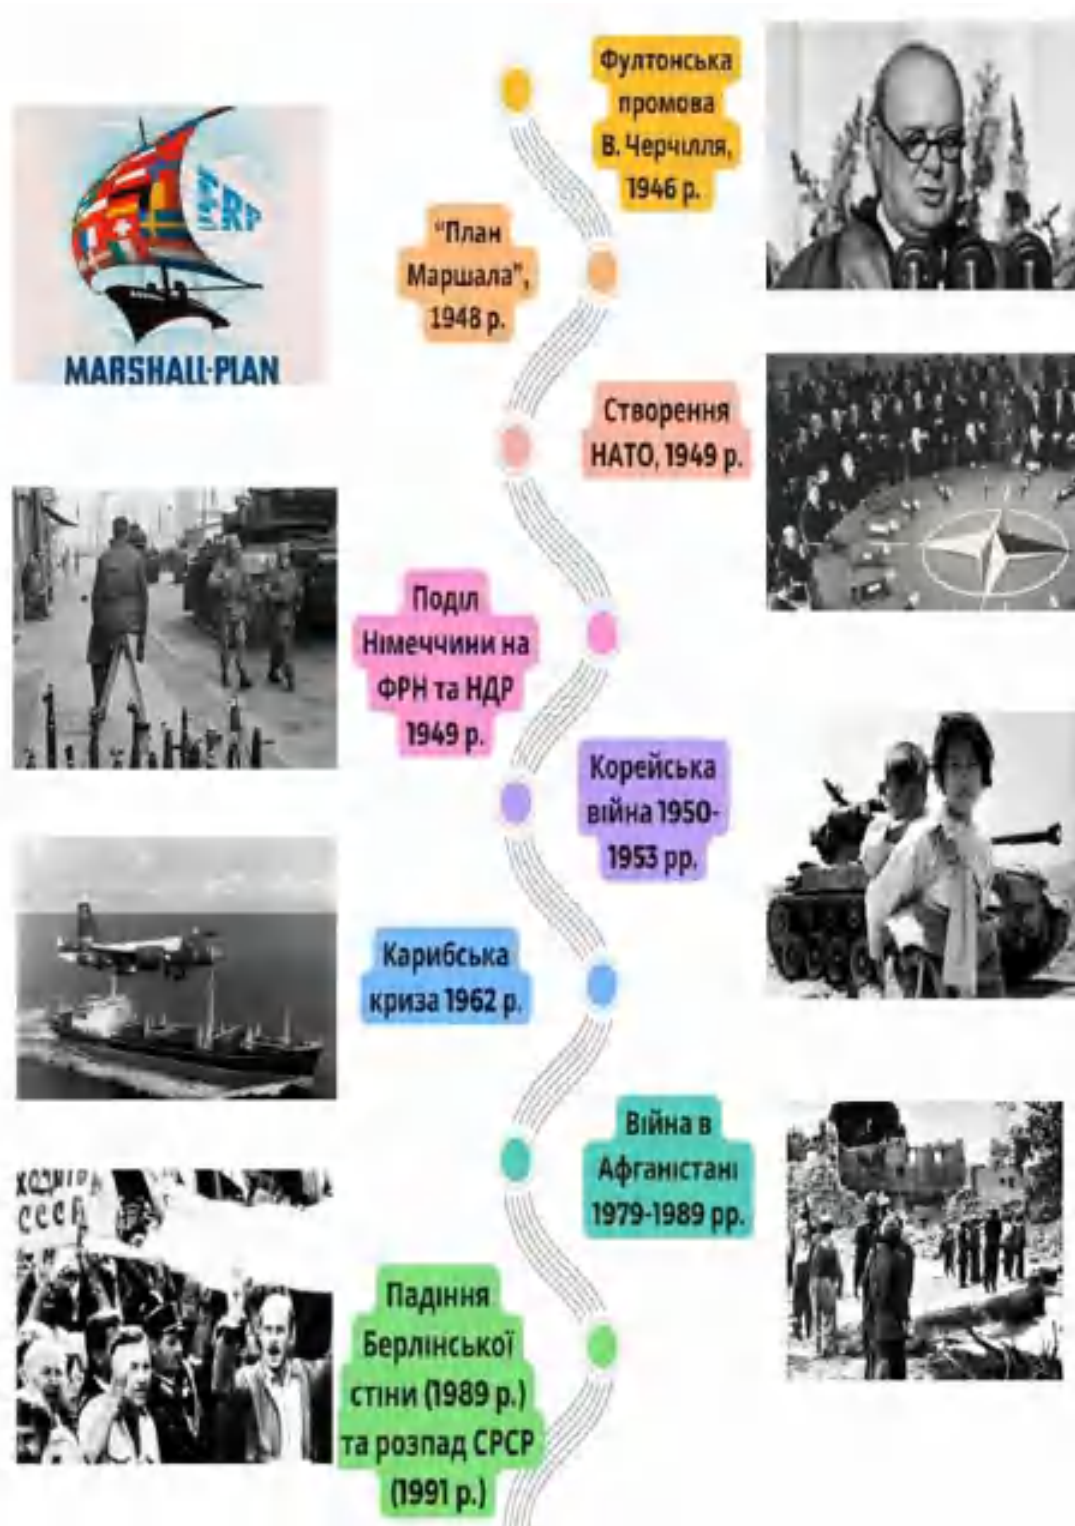 Фултонська
промова
В. Черчілля,
1946 р.
ERP
MARSHALL-PLAN
“План
Маршала”,
1948 р.
Створення
НАТО, 1949 р.
Поділ
Німеччини на
ФРН та НДР
1949 р.
Корейська
війна 1950-
1953 рр.
Карибська
криза 1962 р.
Війна в
Афганістані
1979-1989 рр.
СССР
Падіння
Берлінської
стіни (1989 р.)
та розпад СРСР
(1991 р.)